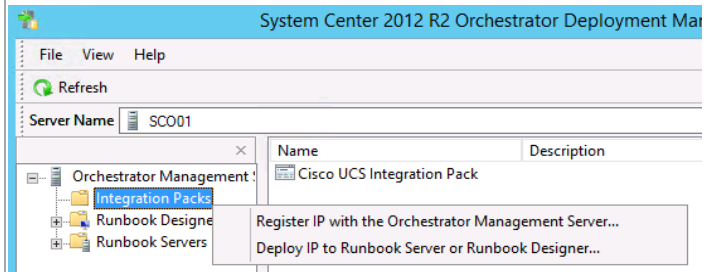 System Center 2012 R2 Orchestrator Deployment Mar
File View Help
Refresh
Server Name SCO01
Name Description
Orchestrator Management
Cisco UCS Integration Pack
Integration Packs
Register IP with the Orchestrator Management Server...
Runbook Designe
Deploy IP to Runbook Server or Runbook Designer...
Runbook Servers